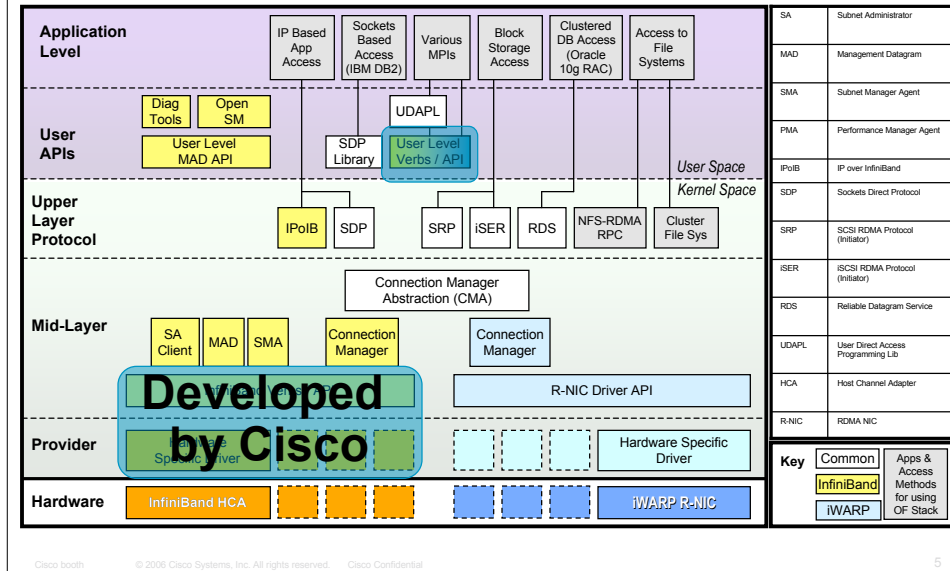 Application
Level
IP Based
App
Access
Sockets
Based
Access
(IBM DB2)
Various
MPIs
Block
Storage
Access
Clustered
DB Access
(Oracle
10g RAC)
Access to
File
Systems
User
APIs
Diag
Tools
Open
SM
User Level
MAD API
UDAPL
SDP
Library
User Level
Verbs / API
User Space
Kernel Space
Upper
Layer
Protocol
IPoIB
SDP
SRP
iSER
RDS
NFS-RDMA
RPC
Cluster
File Sys
Connection Manager
Abstraction (CMA)
Mid-Layer
SA
Client
MAD
SMA
Connection
Manager
Connection
Manager
InfiniBand Verbs / API
R-NIC Driver API
Developed
by Cisco
Provider
Hardware
Specific Driver
Hardware Specific
Driver
Hardware
InfiniBand HCA
iWARP R-NIC
SA Subnet Administrator
MAD Management Datagram
SMA Subnet Manager Agent
PMA Performance Manager Agent
IPoIB IP over InfiniBand
SDP Sockets Direct Protocol
SRP SCSI RDMA Protocol
(Initiator)
iSER iSCSI RDMA Protocol
(Initiator)
RDS Reliable Datagram Service
UDAPL User Direct Access
Programming Lib
HCA Host Channel Adapter
R-NIC RDMA NIC
Key
Common
InfiniBand
iWARP
Apps &
Access
Methods
for using
OF Stack
Cisco booth © 2006 Cisco Systems, Inc. All rights reserved. Cisco Confidential 5